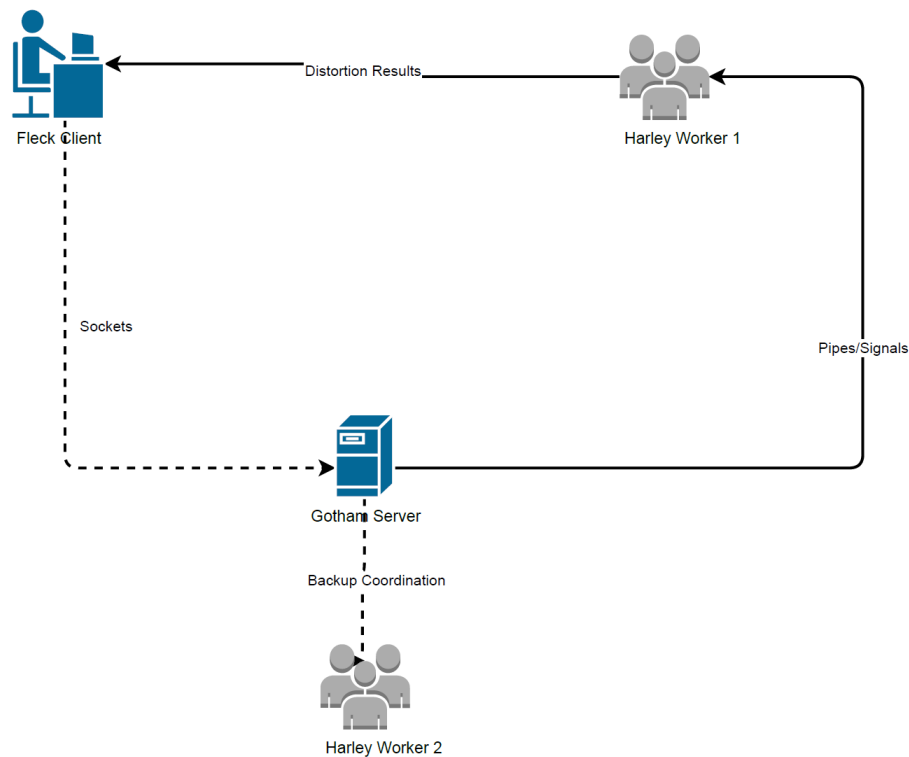 Distortion Results
Fleck Client
Harley Worker 1
Sockets
Pipes/Signals
Gotham Server
Backup Coordination
Harley Worker 2